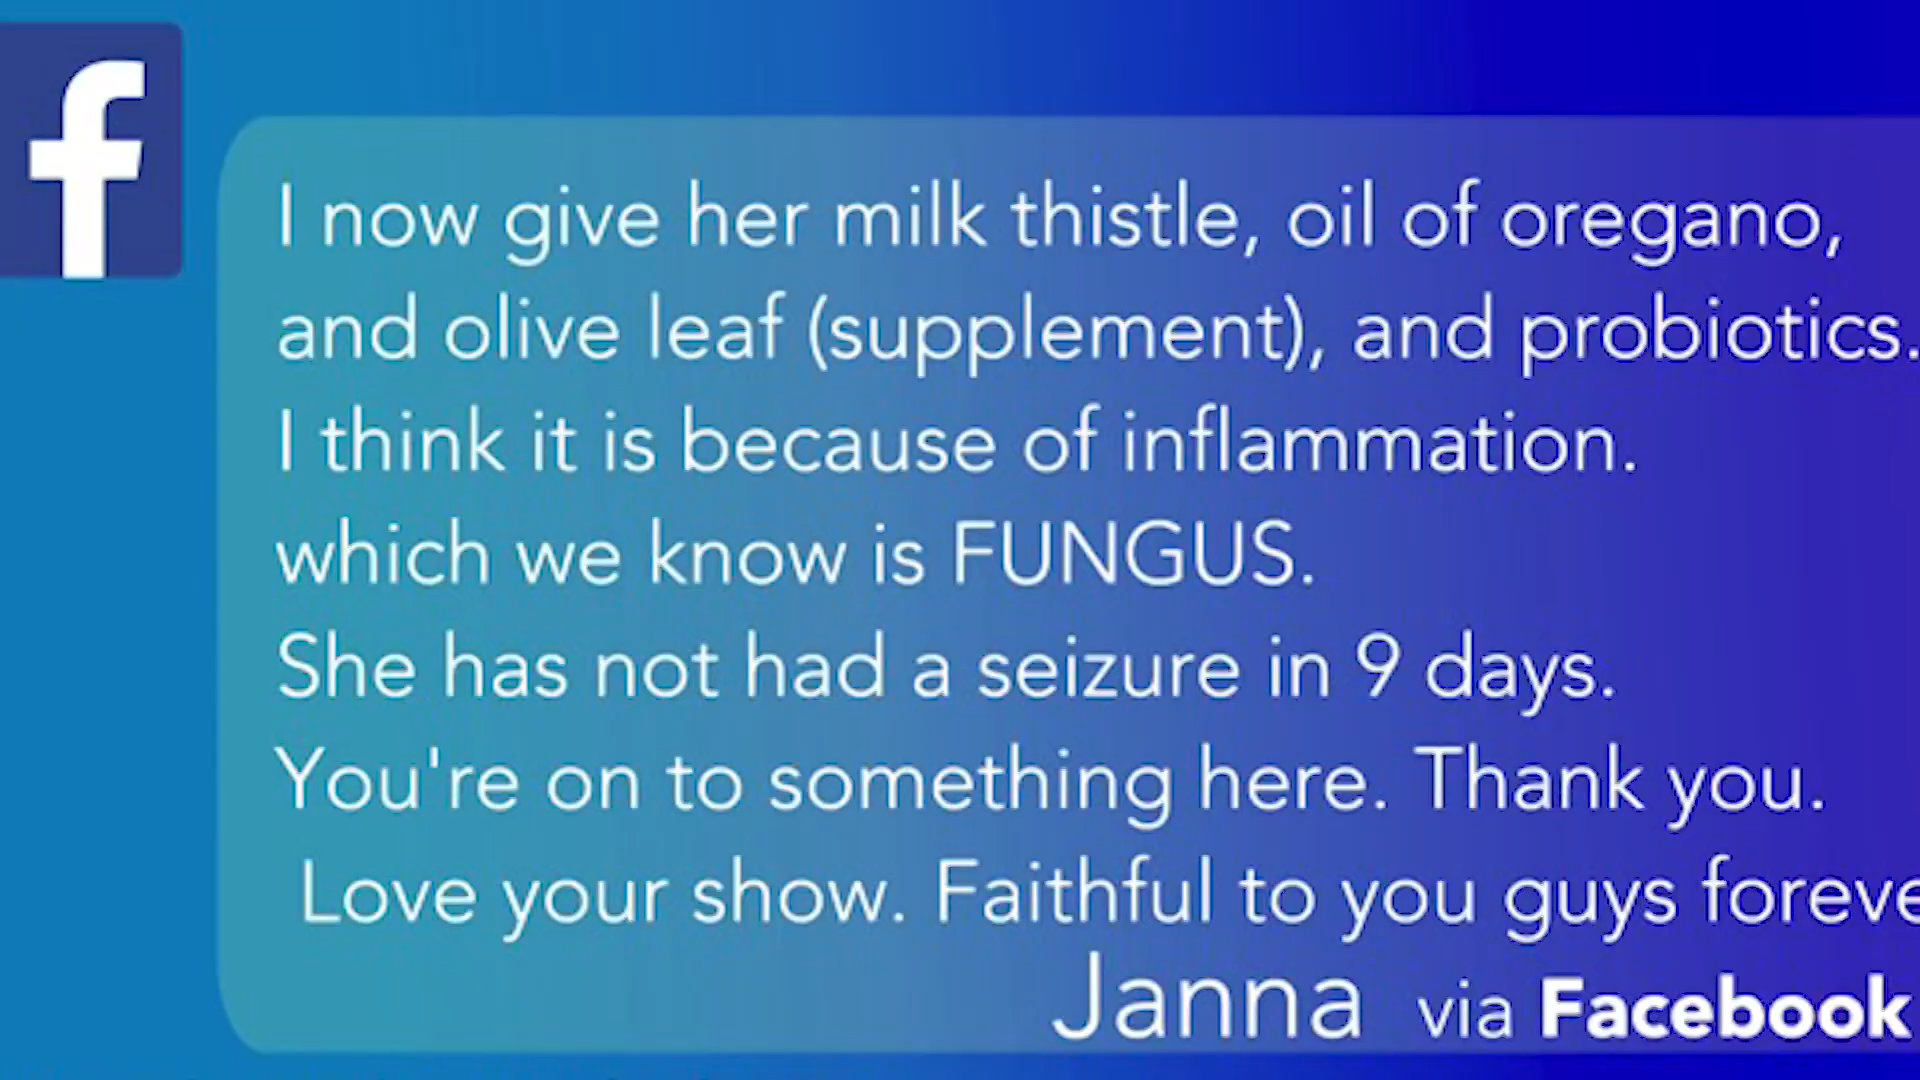 f
I now give her milk thistle, oil of oregano,
and olive leaf (supplement), and probiotics.
I think it is because of inflammation.
which we know is FUNGUS.
She has not had a seizure in 9 days.
You're on to something here. Thank you.
Love your show. Faithful to you guys foreve
Janna via Facebook